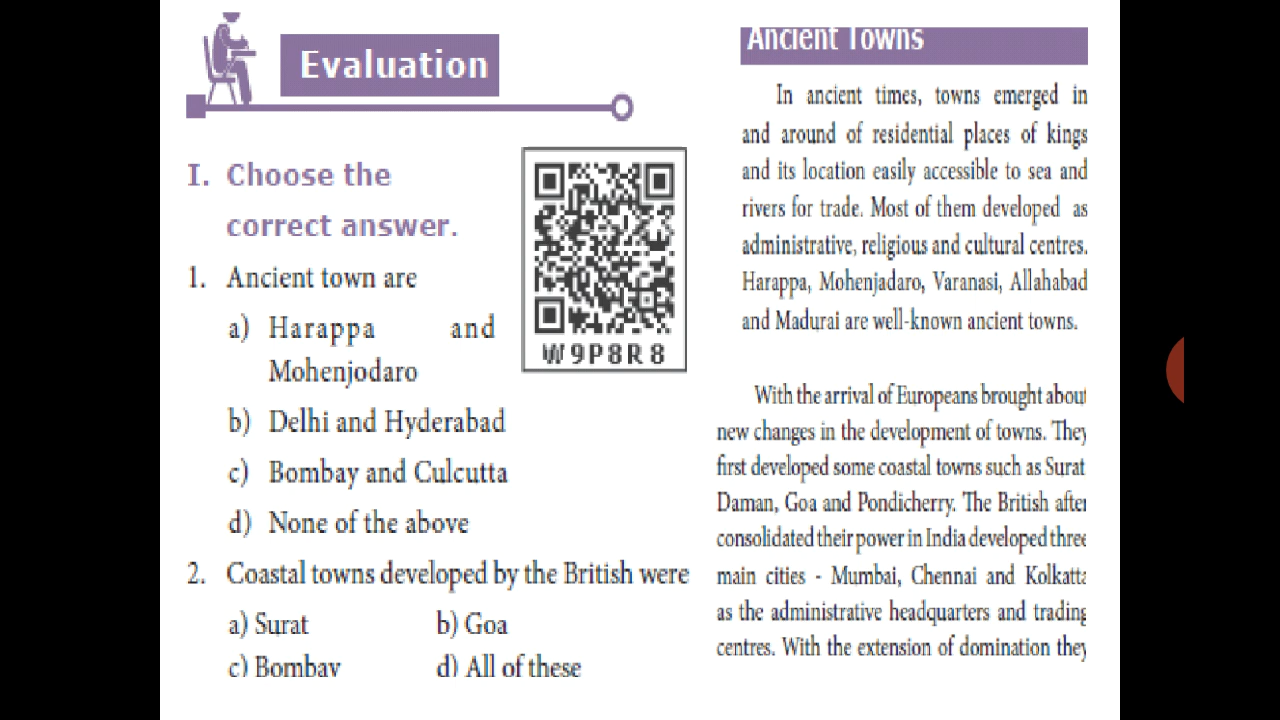 Evaluation
I. Choose the
correct answer.
1. Ancient town are
a) Harappa and
Mohenjodaro
b) Delhi and Hyderabad
c) Bombay and Culcutta
d) None of the above
2. Coastal towns developed by the British were
a) Surat b) Goa
c) Bombay d) All of these
W9P8R8
Ancient Towns
In ancient times, towns emerged in
and around of residential places of kings
and its location easily accessible to sea and
rivers for trade. Most of them developed as
administrative, religious and cultural centres.
Harappa, Mohenjadaro, Varanasi, Allahabad
and Madurai are well-known ancient towns.
With the arrival of Europeans brought about
new changes in the development of towns. They
first developed some coastal towns such as Surat
Daman, Goa and Pondicherry. The British after
consolidated their power in India developed three
main cities - Mumbai, Chennai and Kolkatta
as the administrative headquarters and trading
centres. With the extension of domination they